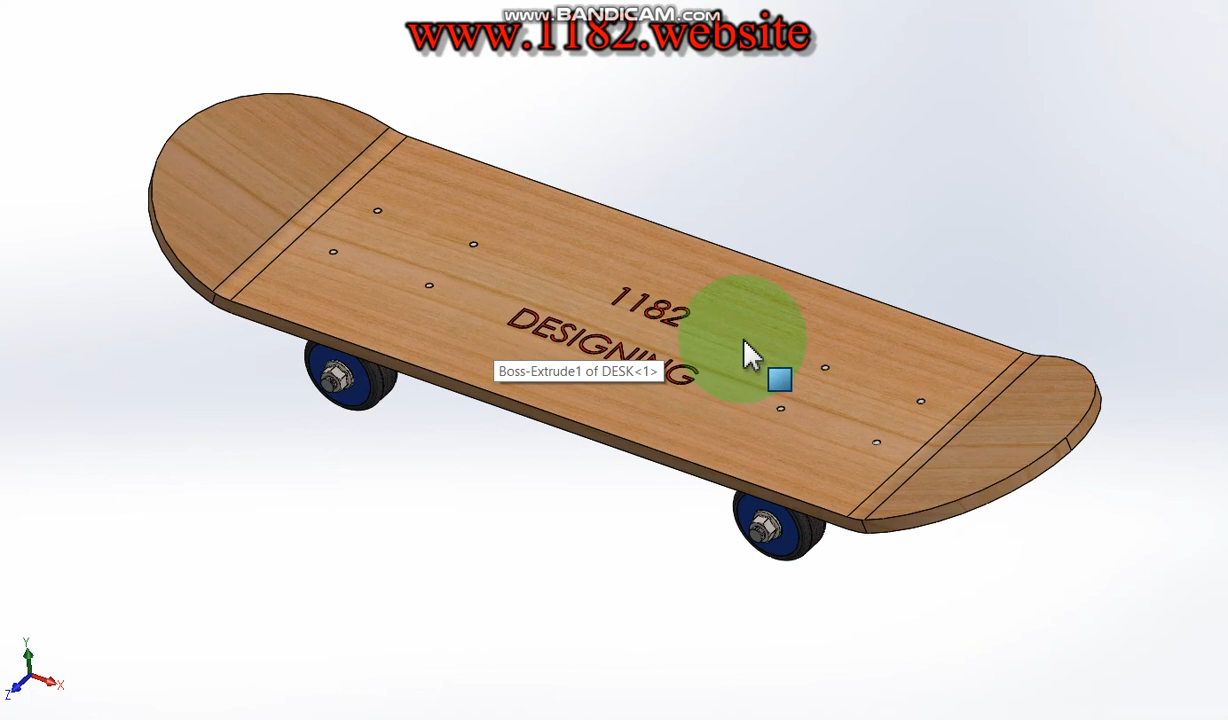 www.BANDICAM.com
www.1182.website
1182
DESIGNING
Boss-Extrude1 of DESK<1>
Y
Z
X